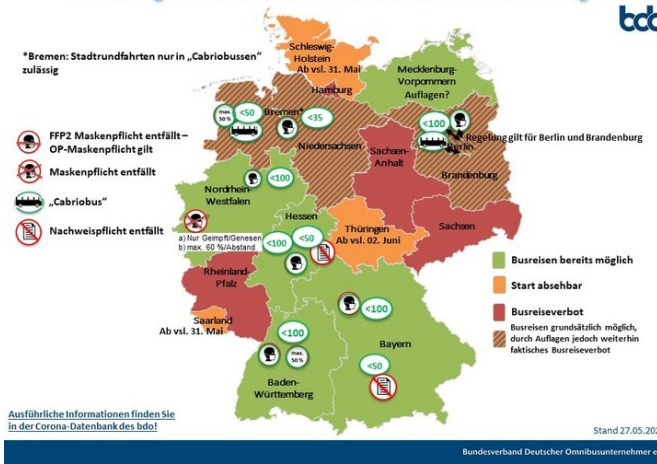 bdo
*Bremen: Stadtrundfahrten nur in „Cabriobussen"
zulässig
FFP2 Maskenpflicht entfällt –
OP-Maskenpflicht gilt
Maskenpflicht entfällt
„Cabriobus"
Nachweispflicht entfällt
Schleswig-
Holstein
Ab vsl. 31. Mai
Hamburg
Mecklenburg-
Vorpommern
Auflagen?
max.
50 %
<50
Bremen*
<35
Niedersachsen
<100
Regelung gilt für Berlin und Brandenburg
Berlin
Brandenburg
Sachsen-
Anhalt
Nordrhein-
Westfalen
<100
a) Nur Geimpft/Genesen
b) max. 60 %/Abstand
Hessen
<100
<50
Thüringen
Ab vsl. 02. Juni
Sachsen
Rheinland-
Pfalz
Saarland
Ab vsl. 31. Mai
<100
max.
50 %
Baden-
Württemberg
<100
Bayern
<50
Busreisen bereits möglich
Start absehbar
Busreiseverbot
Busreisen grundsätzlich möglich,
durch Auflagen jedoch weiterhin
faktisches Busreiseverbot
Ausführliche Informationen finden Sie
in der Corona-Datenbank des bdo!
Stand 27.05.202
Bundesverband Deutscher Omnibusunternehmer e